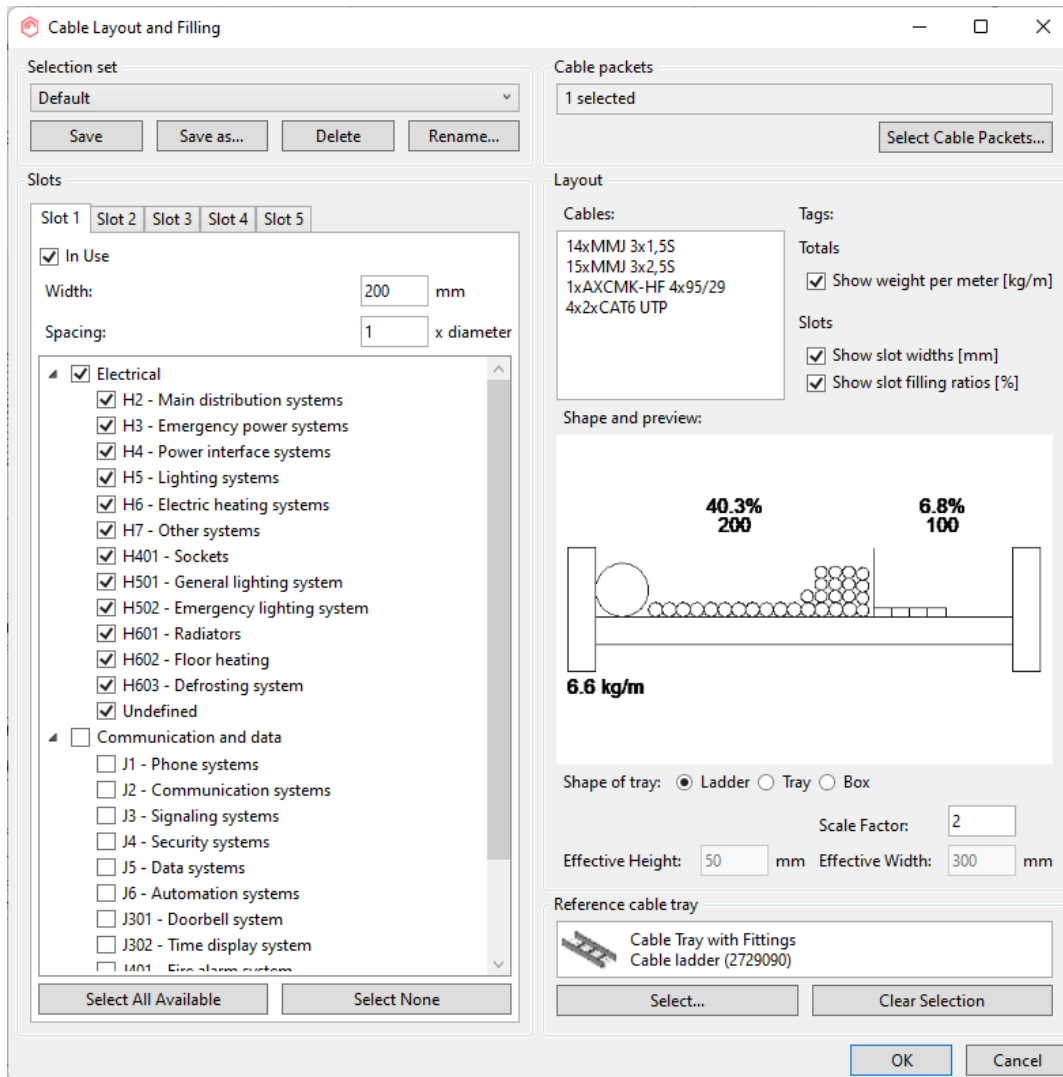 Cable Layout and Filling
Selection set
Default
Save
Save as...
Delete
Rename...
Cable packets
1 selected
Select Cable Packets...
Slots
Slot 1
Slot 2
Slot 3
Slot 4
Slot 5
In Use
Width:
200
mm
Spacing:
1
x diameter
Electrical
H2 - Main distribution systems
H3 - Emergency power systems
H4 - Power interface systems
H5 - Lighting systems
H6 - Electric heating systems
H7 - Other systems
H401 - Sockets
H501 - General lighting system
H502 - Emergency lighting system
H601 - Radiators
H602 - Floor heating
H603 - Defrosting system
Undefined
Communication and data
J1 - Phone systems
J2 - Communication systems
J3 - Signaling systems
J4 - Security systems
J5 - Data systems
J6 - Automation systems
J301 - Doorbell system
J302 - Time display system
J401 - Fire alarm system
Select All Available
Select None
Layout
Cables:
14xMMJ 3x1,5S
15xMMJ 3x2,5S
1xAXCMK-HF 4x95/29
4x2xCAT6 UTP
Tags:
Totals
Show weight per meter [kg/m]
Slots
Show slot widths [mm]
Show slot filling ratios [%]
Shape and preview:
40.3%
200
6.8%
100
6.6 kg/m
Shape of tray:
Ladder
Tray
Box
Scale Factor:
2
Effective Height:
50
mm
Effective Width:
300
mm
Reference cable tray
Cable Tray with Fittings
Cable ladder (2729090)
Select...
Clear Selection
OK
Cancel